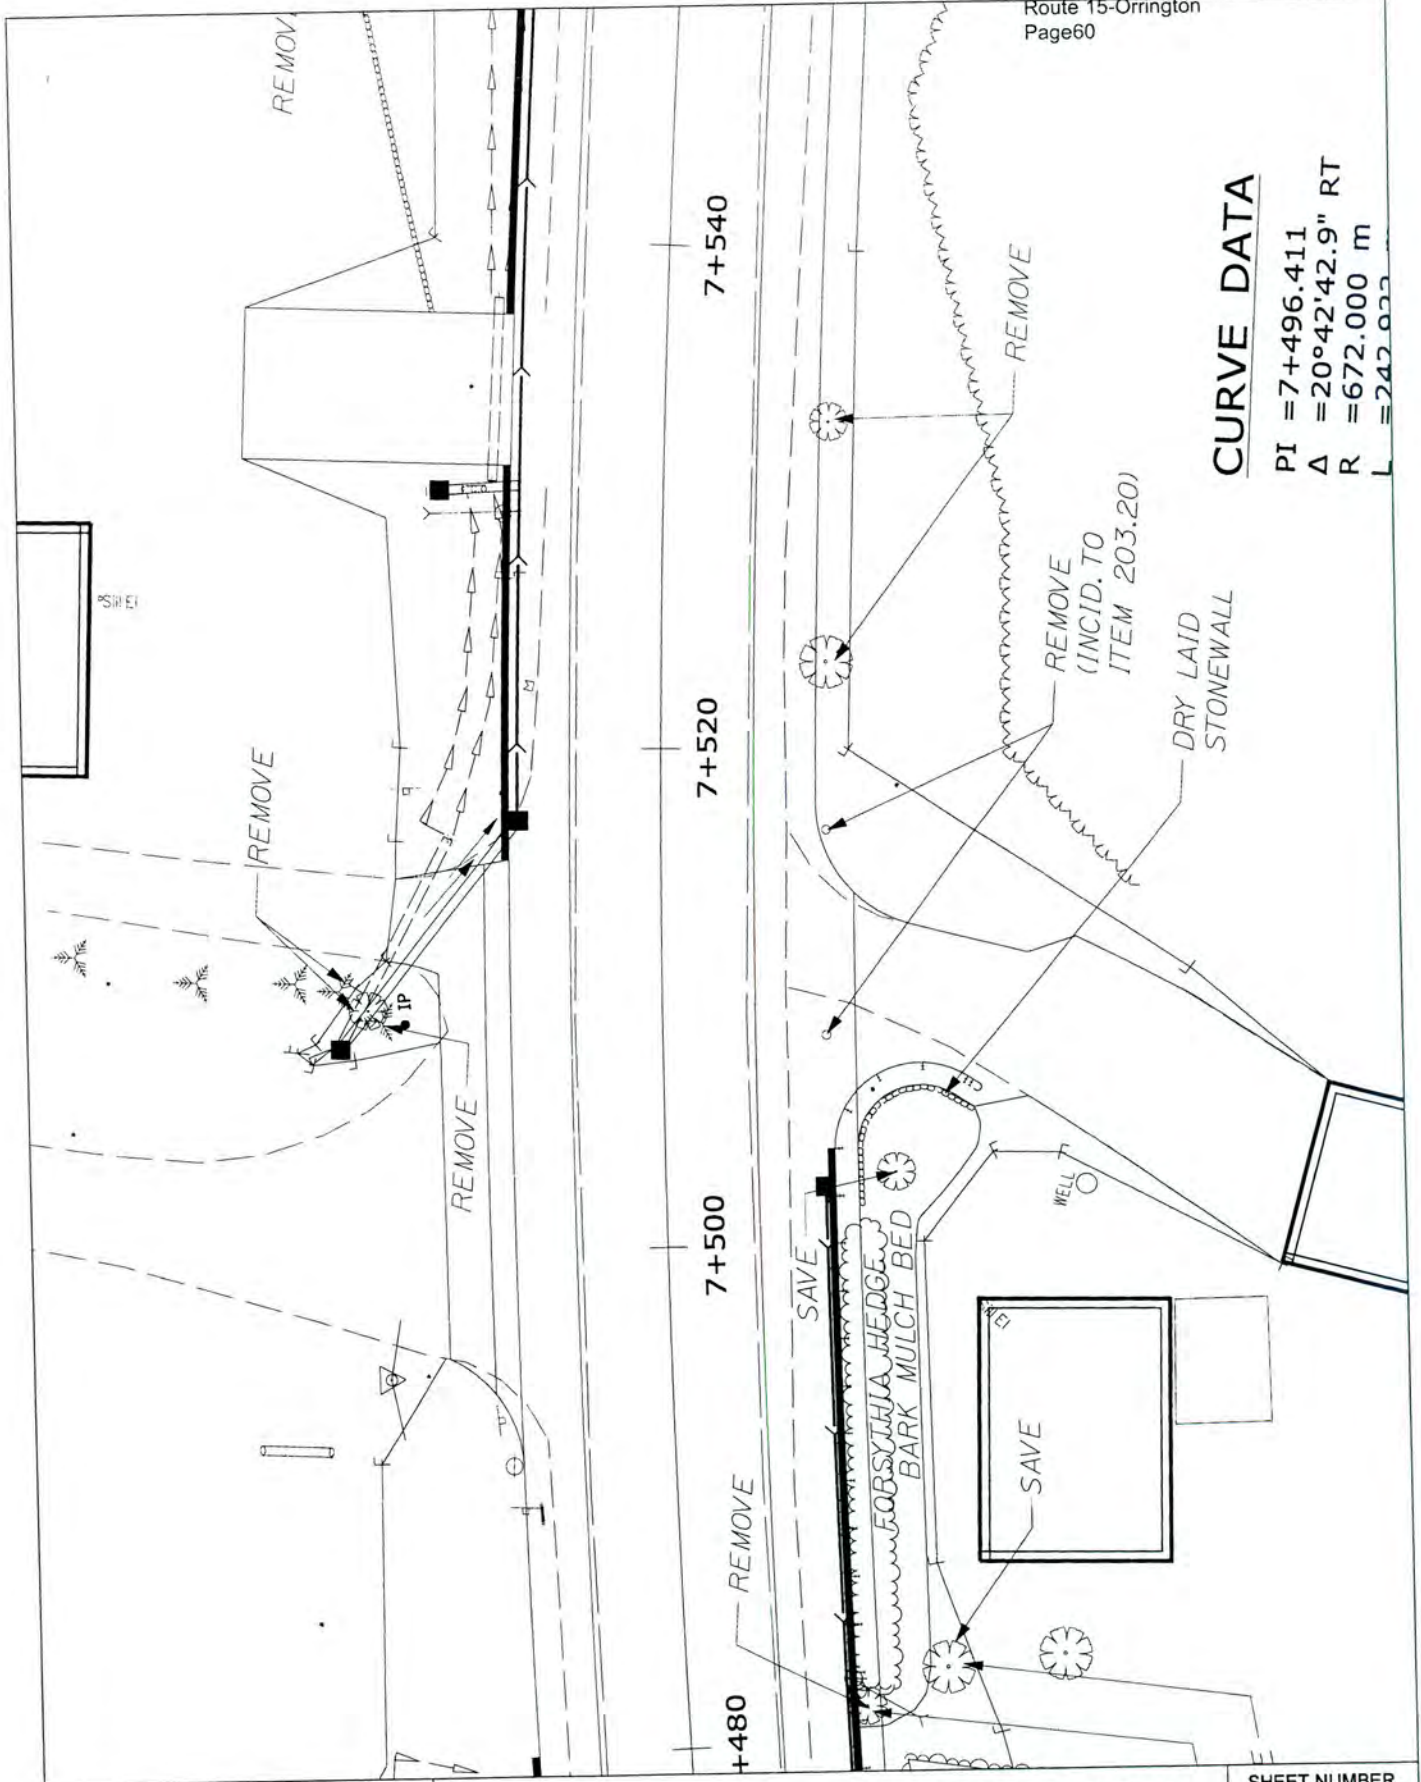 Route 15-Orrington
Page60
REMOV
7+540
REMOVE
CURVE DATA
PI =7+496.411
Δ =20°42'42.9" RT
R =672.000 m
REMOVE
(INCID. TO
ITEM 203.20)
DRY LAID
STONEWALL
REMOVE
7+520
IP
REMOVE
WELL
7+500
SAVE
FORSYTHIA HEDGE
BARK MULCH BED
SAVE
REMOVE
+480
SHEET NUMBER